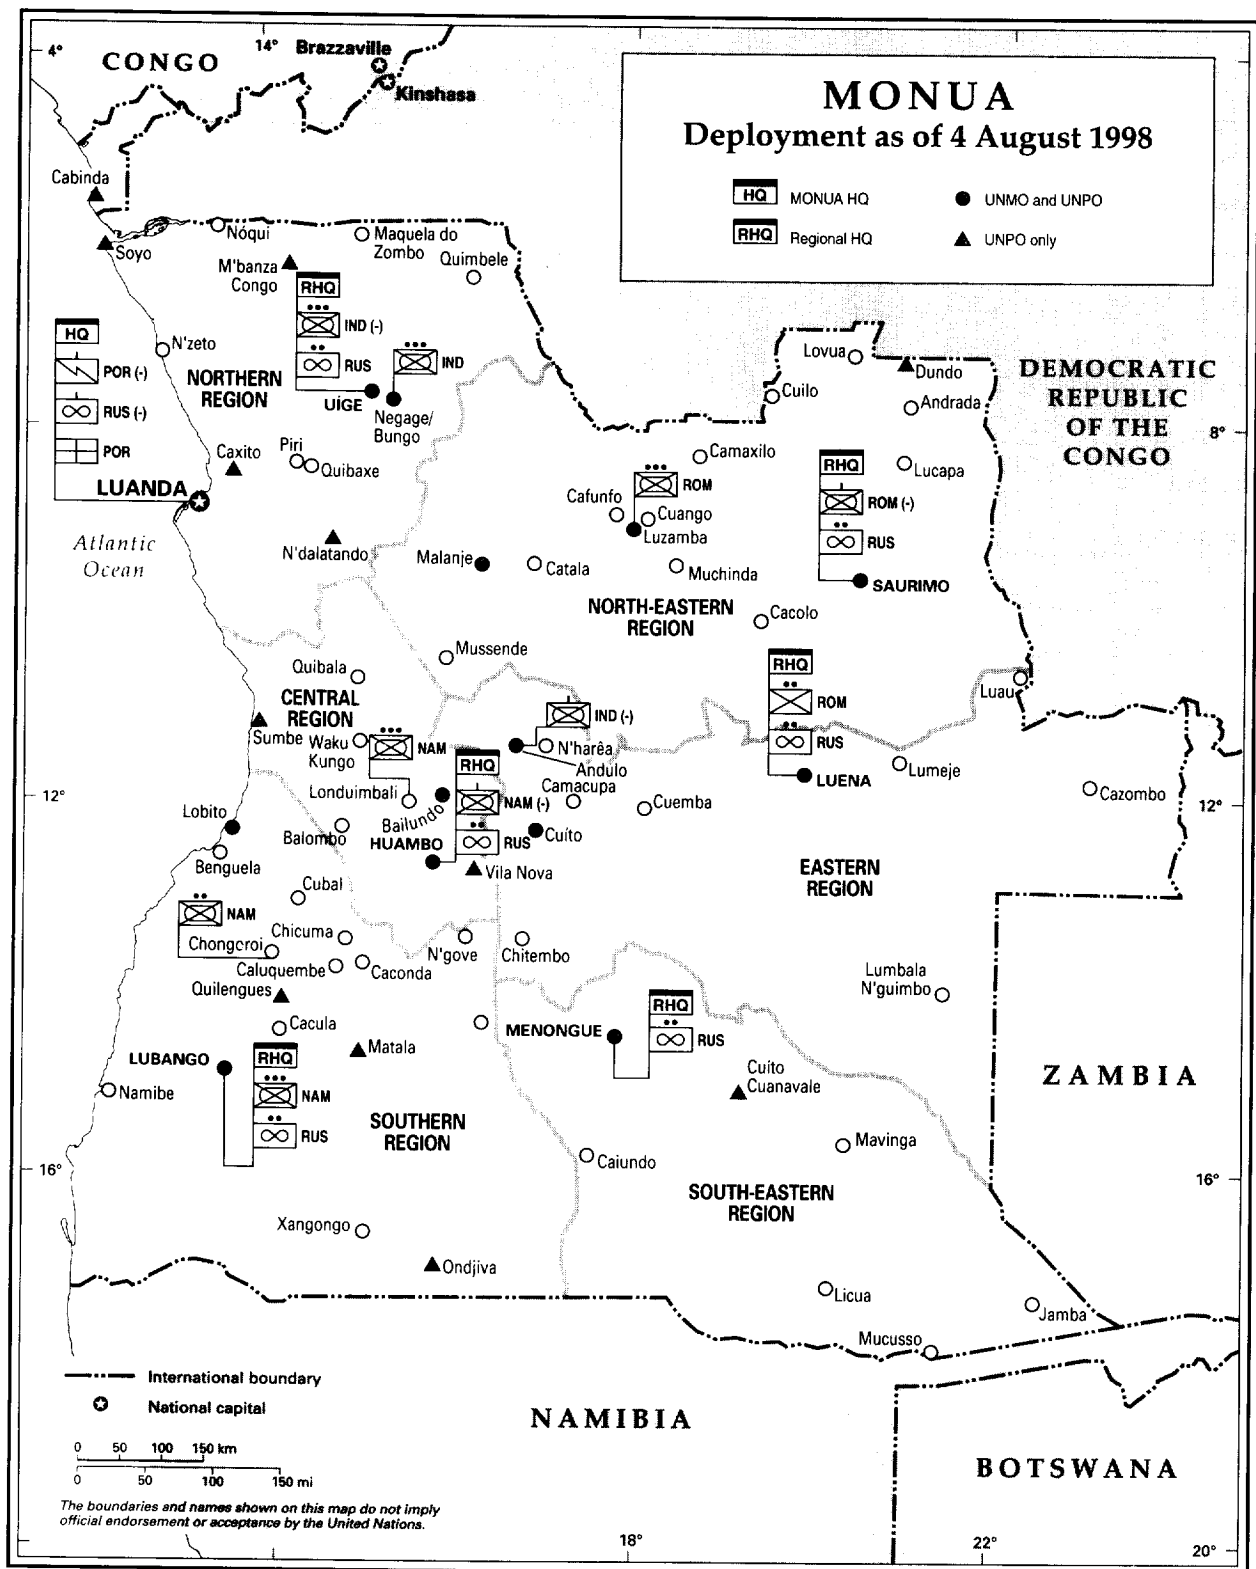 4°
14°
CONGO
Brazzaville
Kinshasa
MONUA
Deployment as of 4 August 1998
HQ MONUA HQ
UNMO and UNPO
RHQ Regional HQ
UNPO only
Cabinda
Soyo
Nóqui
Maquela do
Zombo
Quimbele
M'banza
Congo
RHQ
IND (-)
RUS
IND
UÍGE
Negage/
Bungo
N'zeto
NORTHERN
REGION
HQ
POR (-)
RUS (-)
POR
LUANDA
Caxito
Piri
Quibaxe
Atlantic
Ocean
N'dalatando
Lovua
Dundo
Cuilo
Andrada
DEMOCRATIC
REPUBLIC
OF THE
CONGO
8°
Camaxilo
Lucapa
ROM
Cafunfo
Cuango
Luzamba
RHQ
ROM (-)
RUS
SAURIMO
Malanje
Catala
Muchinda
NORTH-EASTERN
REGION
Cacolo
Mussende
Quibala
CENTRAL
REGION
Sumbe
Waku
Kungo
NAM
IND (-)
N'harêa
Andulo
Camacupa
RHQ
ROM
RUS
LUENA
Luau
Lumeje
Cazombo
12°
12°
Londuimbali
Bailundo
RHQ
NAM (-)
RUS
HUAMBO
Cuemba
Cuíto
Vila Nova
Lobito
Balombo
Benguela
Cubal
EASTERN
REGION
NAM
Chongoroi
Chicuma
Caluquembe
Caconda
N'gove
Chitembo
Quilengues
Cacula
Lumbala
N'guimbo
MENONGUE
RHQ
RUS
LUBANGO
RHQ
NAM
RUS
Matala
Cuíto
Cuanavale
ZAMBIA
Namibe
SOUTHERN
REGION
Mavinga
16°
Caiundo
16°
SOUTH-EASTERN
REGION
Xangongo
Ondjiva
Licua
Jamba
Mucusso
International boundary
National capital
0 50 100 150 km
0 50 100 150 mi
NAMIBIA
BOTSWANA
The boundaries and names shown on this map do not imply
official endorsement or acceptance by the United Nations.
18°
22°
20°